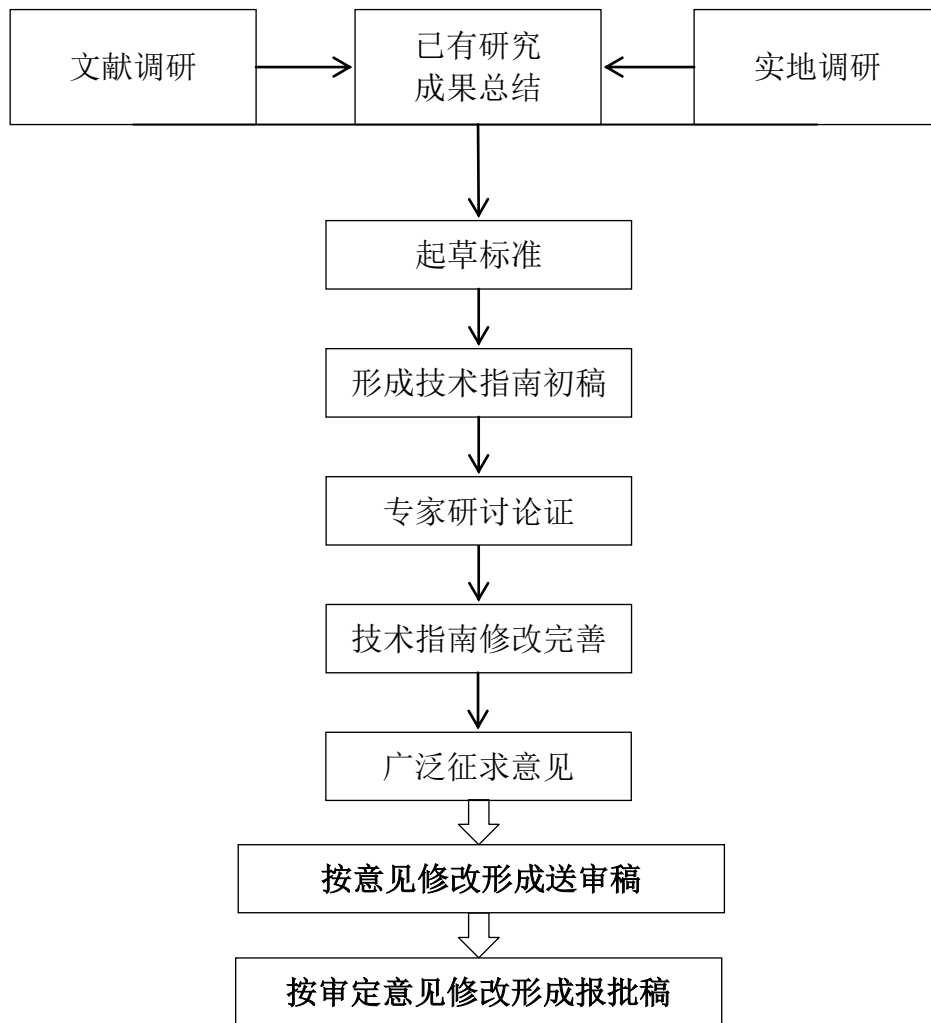 文献调研
已有研究
成果总结
实地调研
起草标准
形成技术指南初稿
专家研讨论证
技术指南修改完善
广泛征求意见
按意见修改形成送审稿
按审定意见修改形成报批稿